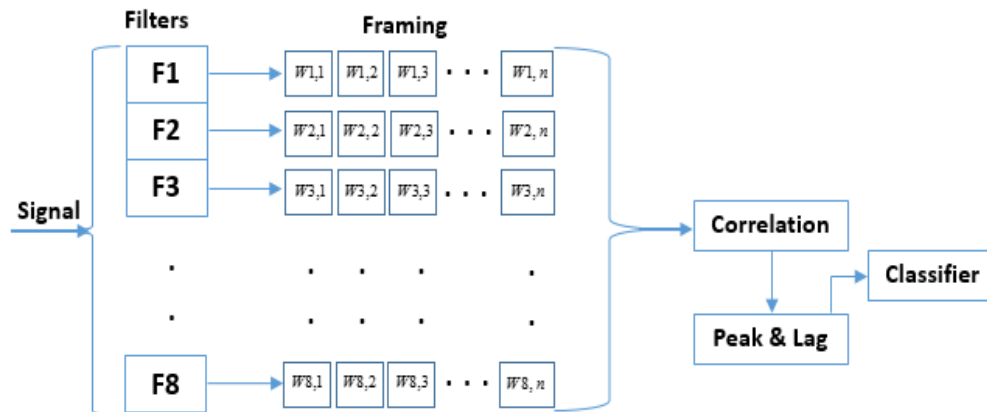 Filters Framing
F1 W1,1 W1,2 W1,3 . . . W1, n
F2 W2,1 W2,2 W2,3 . . . W2, n
F3 W3,1 W3,2 W3,3 . . . W3,n
Signal
Correlation
Classifier
Peak & Lag
F8 W8,1 W8,2 W8,3 . . . W8, n